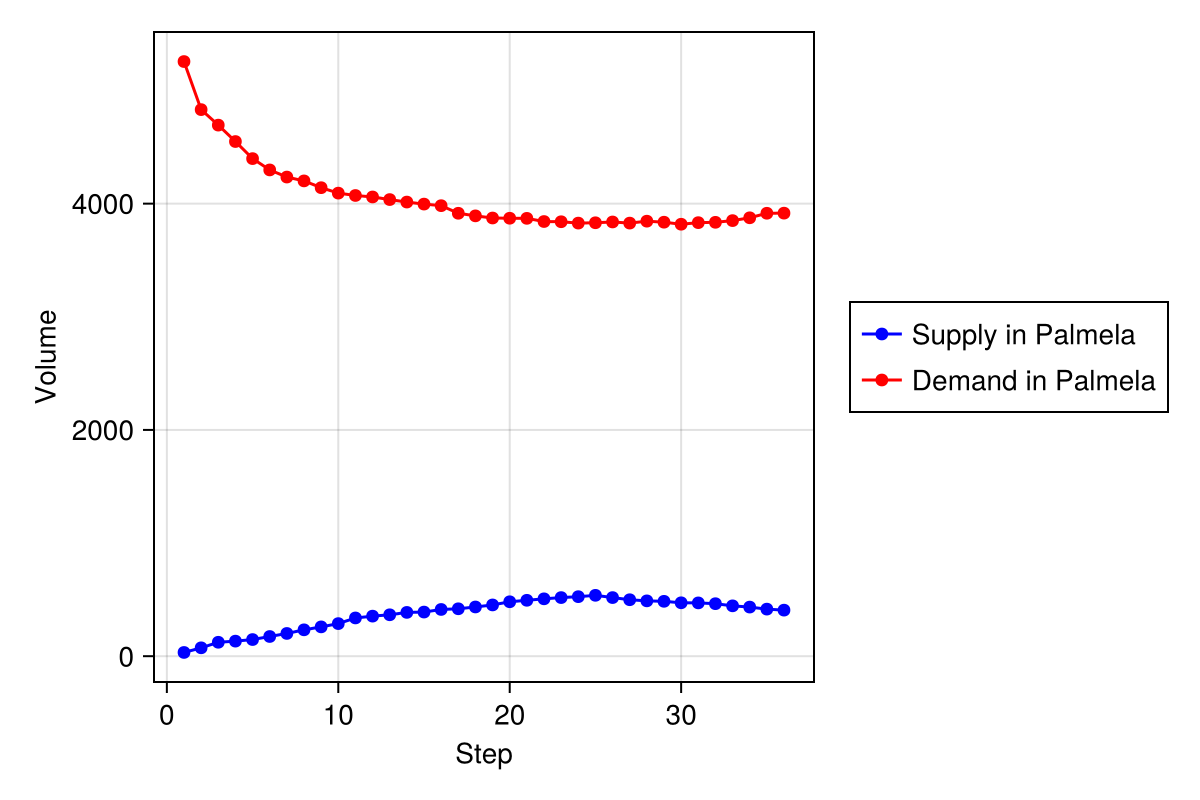 4000
2000
0
Volume
0 10 20 30
Step
Supply in Palmela
Demand in Palmela